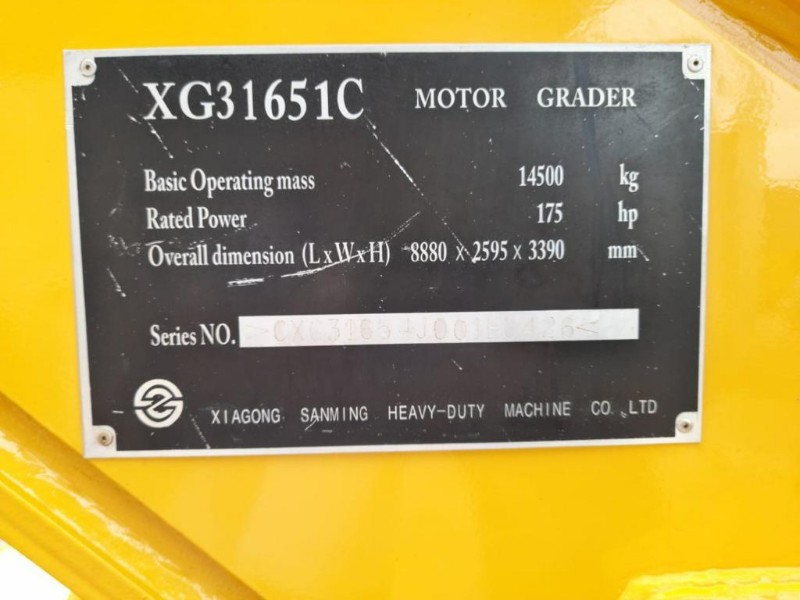 XG31651C MOTOR GRADER
Basic Operating mass 14500 kg
Rated Power 175 hp
Overall dimension (LxWxH) 8880 x 2595 x 3390 mm
Series NO.
XIAGONG SANMING HEAVY-DUTY MACHINE CO.,LTD